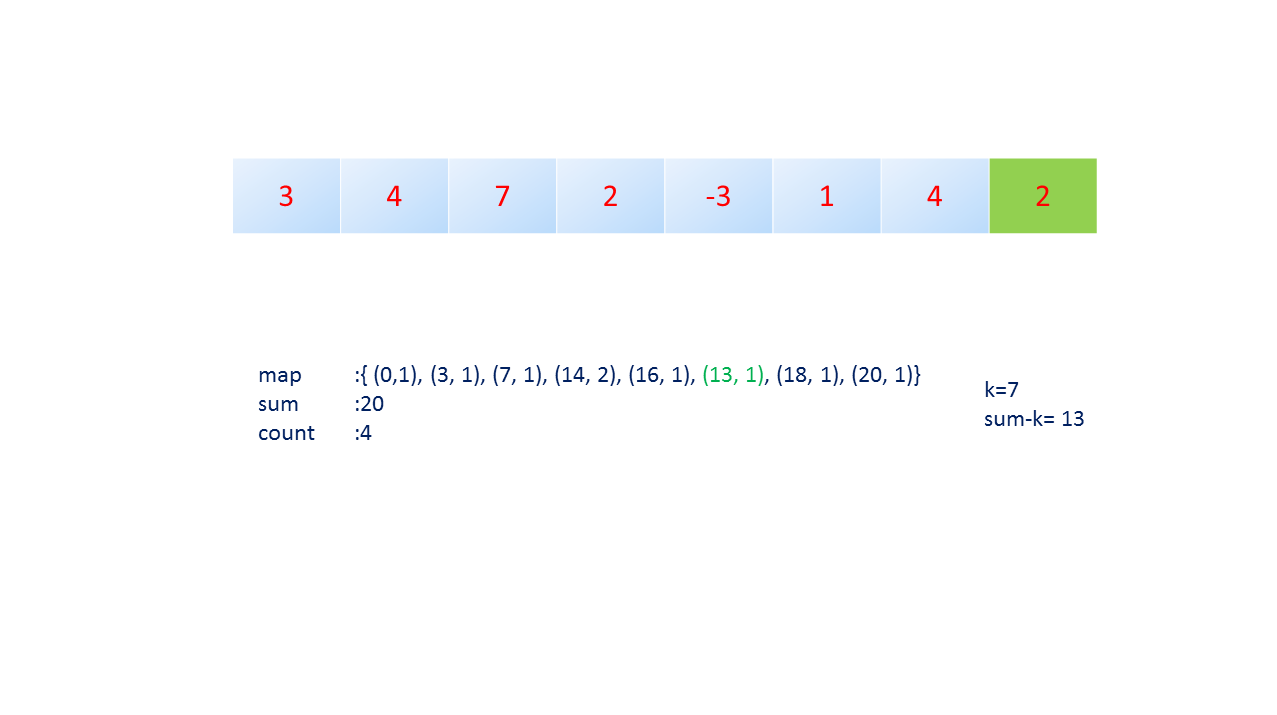 3 4 7 2 -3 1 4 2
map :{ (0,1), (3, 1), (7, 1), (14, 2), (16, 1), (13, 1), (18, 1), (20, 1)}
sum :20
count :4
k=7
sum-k= 13